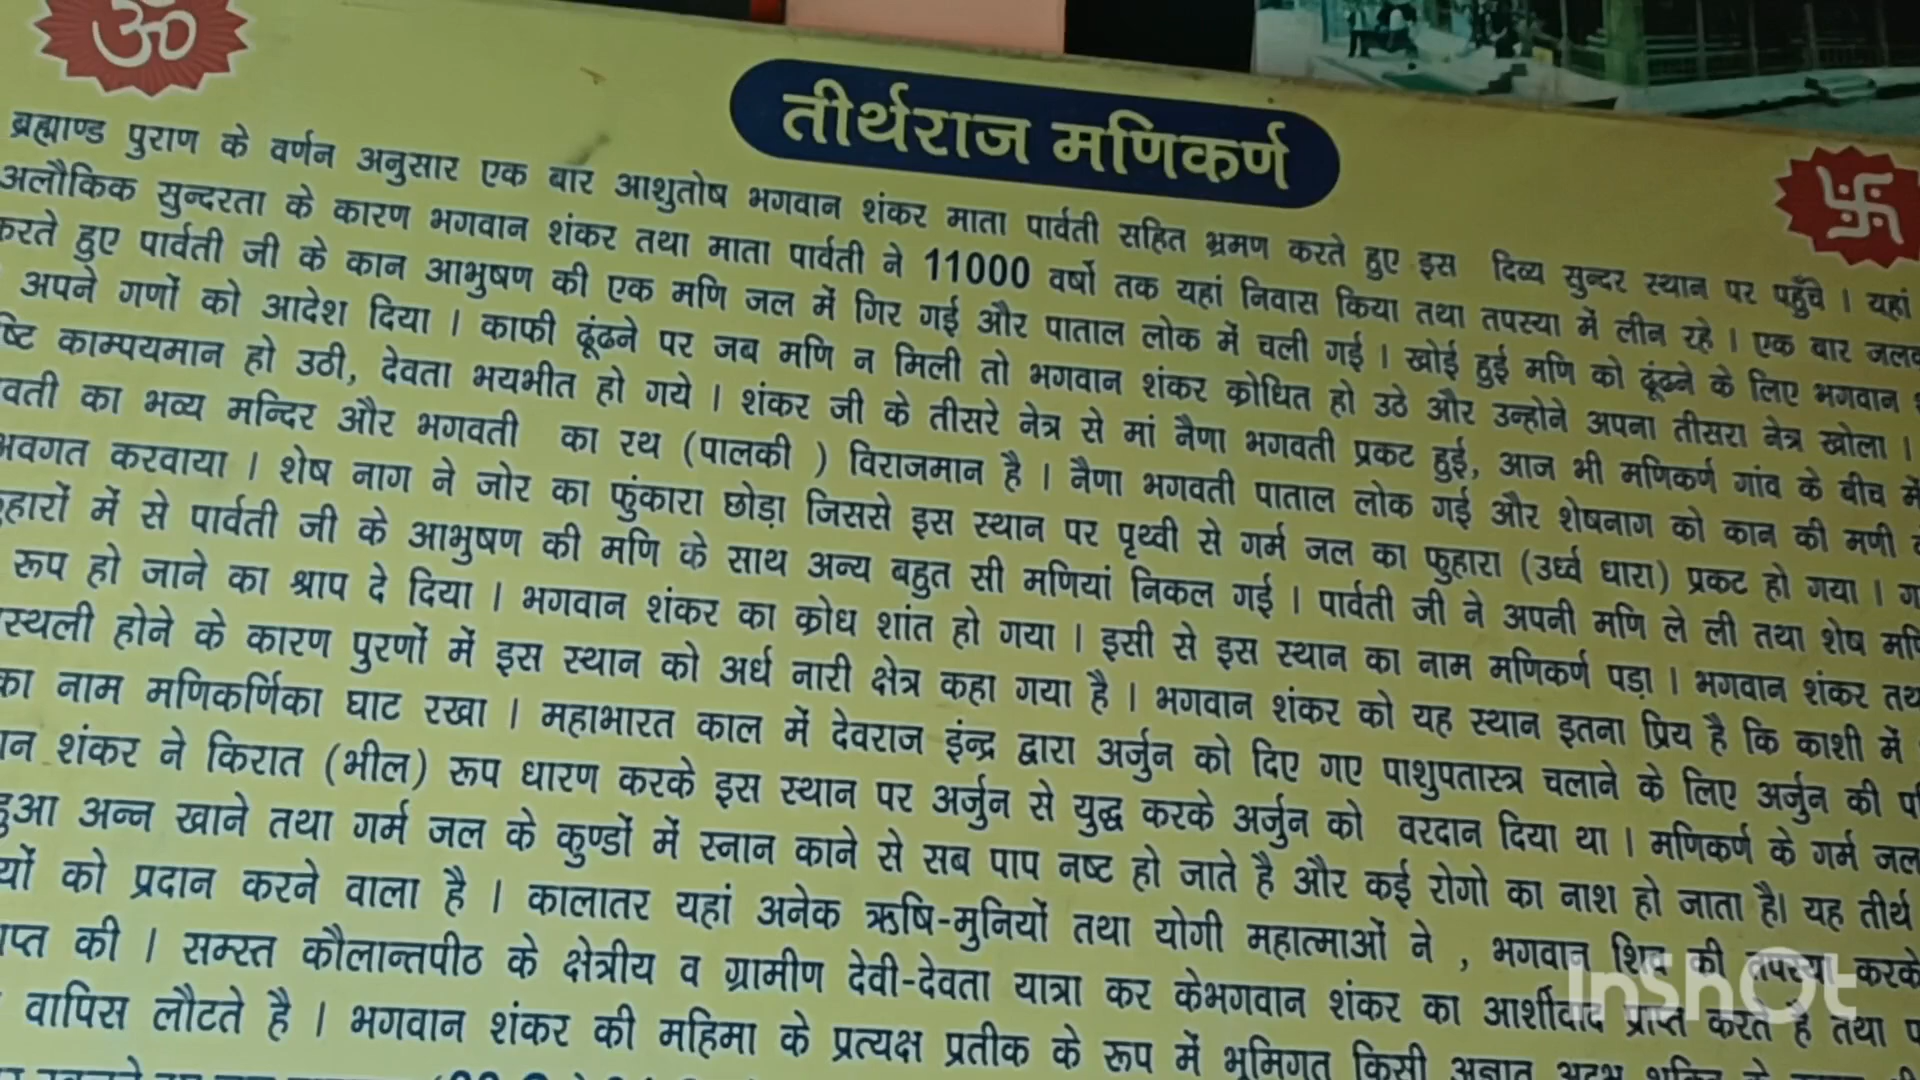 ॐ
तीर्थराज मणिकर्ण
ब्रह्माण्ड पुराण के वर्णन अनुसार एक बार आशुतोष भगवान शंकर माता पार्वती सहित भ्रमण करते हुए इस दिव्य सुन्दर स्थान पर पहुँचे । यहां
अलौकिक सुन्दरता के कारण भगवान शंकर तथा माता पार्वती ने 11000 वर्षो तक यहां निवास किया तथा तपस्या में लीन रहे । एक बार
करते हुए पार्वती जी के कान आभुषण की एक मणि जल में गिर गई और पाताल लोक में चली गई । खोई हुई मणि को ढूंढने के लिए भगवान
अपने गणों को आदेश दिया । काफी ढूंढने पर जब मणि न मिली तो भगवान शंकर क्रोधित हो उठे और उन्होने अपना तीसरा नेत्र खोला ।
काम्पयमान हो उठी, देवता भयभीत हो गये । शंकर जी के तीसरे नेत्र से मां नैणा भगवती प्रकट हुई, आज भी मणिकर्ण गांव के बीच में
का भव्य मन्दिर और भगवती का रथ (पालकी ) विराजमान है । नैणा भगवती पाताल लोक गई और शेषनाग को कान की मणी
अवगत करवाया । शेष नाग ने जोर का फुंकारा छोड़ा जिससे इस स्थान पर पृथ्वी से गर्म जल का फुहारा (उर्ध्व धारा) प्रकट हो गया ।
में से पार्वती जी के आभुषण की मणि के साथ अन्य बहुत सी मणियां निकल गई । पार्वती जी ने अपनी मणि ले ली तथा शेष
रूप हो जाने का श्राप दे दिया । भगवान शंकर का क्रोध शांत हो गया । इसी से इस स्थान का नाम मणिकर्ण पड़ा । भगवान शंकर
स्थली होने के कारण पुरणों में इस स्थान को अर्ध नारी क्षेत्र कहा गया है । भगवान शंकर को यह स्थान इतना प्रिय है कि काशी में
का नाम मणिकर्णिका घाट रखा । महाभारत काल में देवराज इंन्द्र द्वारा अर्जुन को दिए गए पाशुपतास्त्र चलाने के लिए अर्जुन की
शंकर ने किरात (भील) रूप धारण करके इस स्थान पर अर्जुन से युद्ध करके अर्जुन को वरदान दिया था । मणिकर्ण के गर्म जल
हुआ अन्न खाने तथा गर्म जल के कुण्डों में स्नान काने से सब पाप नष्ट हो जाते है और कई रोगो का नाश हो जाता है। यह तीर्थ
को प्रदान करने वाला है । कालातर यहां अनेक ऋषि-मुनियों तथा योगी महात्माओं ने , भगवान शिव की तपस्या करके
की । समस्त कौलान्तपीठ के क्षेत्रीय व ग्रामीण देवी-देवता यात्रा कर केभगवान शंकर का आर्शीवाद प्राप्त करते है तथा
वापिस लौटते है । भगवान शंकर की महिमा के प्रत्यक्ष प्रतीक के रूप में भूमिगत किसी अज्ञात
InShOt